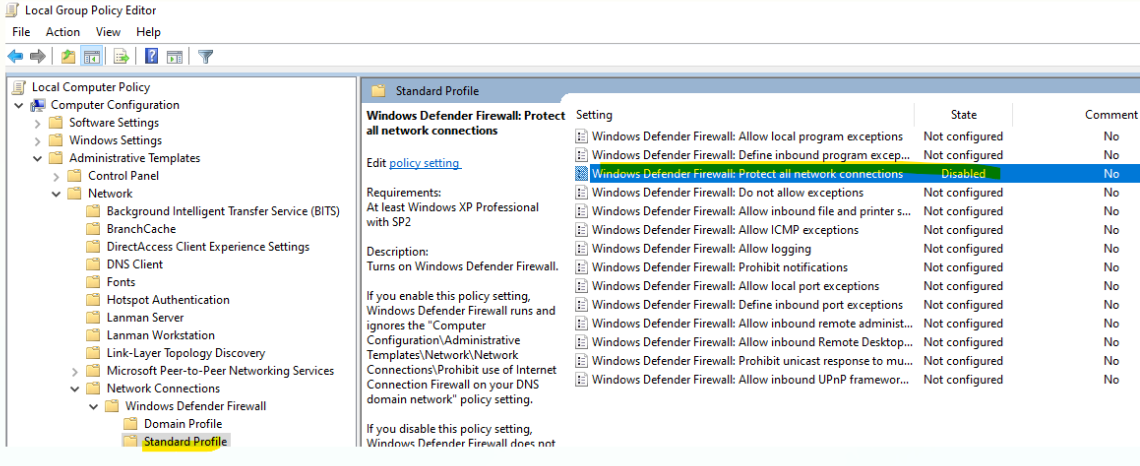 Local Group Policy Editor
File Action View Help
Local Computer Policy
Computer Configuration
Software Settings
Windows Settings
Administrative Templates
Control Panel
Network
Background Intelligent Transfer Service (BITS)
BranchCache
DirectAccess Client Experience Settings
DNS Client
Fonts
Hotspot Authentication
Lanman Server
Lanman Workstation
Link-Layer Topology Discovery
Microsoft Peer-to-Peer Networking Services
Network Connections
Windows Defender Firewall
Domain Profile
Standard Profile
Standard Profile
Windows Defender Firewall: Protect
all network connections
Edit policy setting
Requirements:
At least Windows XP Professional
with SP2
Description:
Turns on Windows Defender Firewall.
If you enable this policy setting,
Windows Defender Firewall runs and
ignores the "Computer
Configuration\Administrative
Templates\Network\Network
Connections\Prohibit use of Internet
Connection Firewall on your DNS
domain network" policy setting.
If you disable this policy setting,
Windows Defender Firewall does not
Setting State Comment
Windows Defender Firewall: Allow local program exceptions Not configured No
Windows Defender Firewall: Define inbound program excep... Not configured No
Windows Defender Firewall: Protect all network connections Disabled No
Windows Defender Firewall: Do not allow exceptions Not configured No
Windows Defender Firewall: Allow inbound file and printer s... Not configured No
Windows Defender Firewall: Allow ICMP exceptions Not configured No
Windows Defender Firewall: Allow logging Not configured No
Windows Defender Firewall: Prohibit notifications Not configured No
Windows Defender Firewall: Allow local port exceptions Not configured No
Windows Defender Firewall: Define inbound port exceptions Not configured No
Windows Defender Firewall: Allow inbound remote administ... Not configured No
Windows Defender Firewall: Allow inbound Remote Desktop... Not configured No
Windows Defender Firewall: Prohibit unicast response to mu... Not configured No
Windows Defender Firewall: Allow inbound UPnP framewor... Not configured No